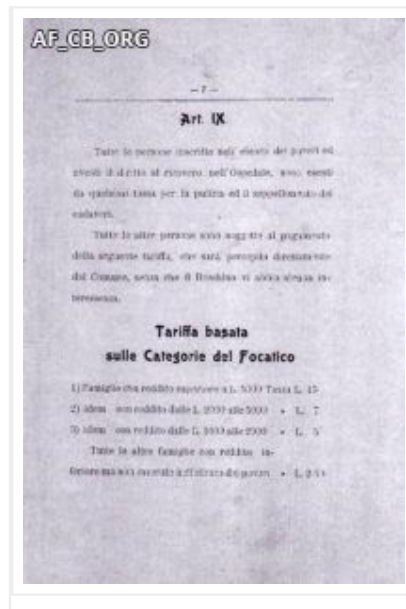 AF_CB_ORG
— 7 —
Art. IX
Tutte le persone inscritte nell' elenco dei poveri ed
aventi il diritto al ricovero nell'Ospedale, sono esenti
da qualsiasi tassa per la pulizia ed il seppellimento dei
cadaveri.
Tutte le altre persone sono soggette al pagamento
della seguente tariffa, che sarà percepita direttamente
dal Comune, senza che il Becchino vi abbia alcuna in-
teressenza.
Tariffa basata
sulle Categorie del Focatico
1) Famiglie con reddito superiore a L. 5000 Tassa L. 15
2) idem con reddito dalle L. 2000 alle 5000 » L. 7
3) idem con reddito dalle L. 1000 alle 2000 » L. 5
Tutte le altre famiglie con reddito in-
feriore ma non inscritte nell'elenco dei poveri » L.